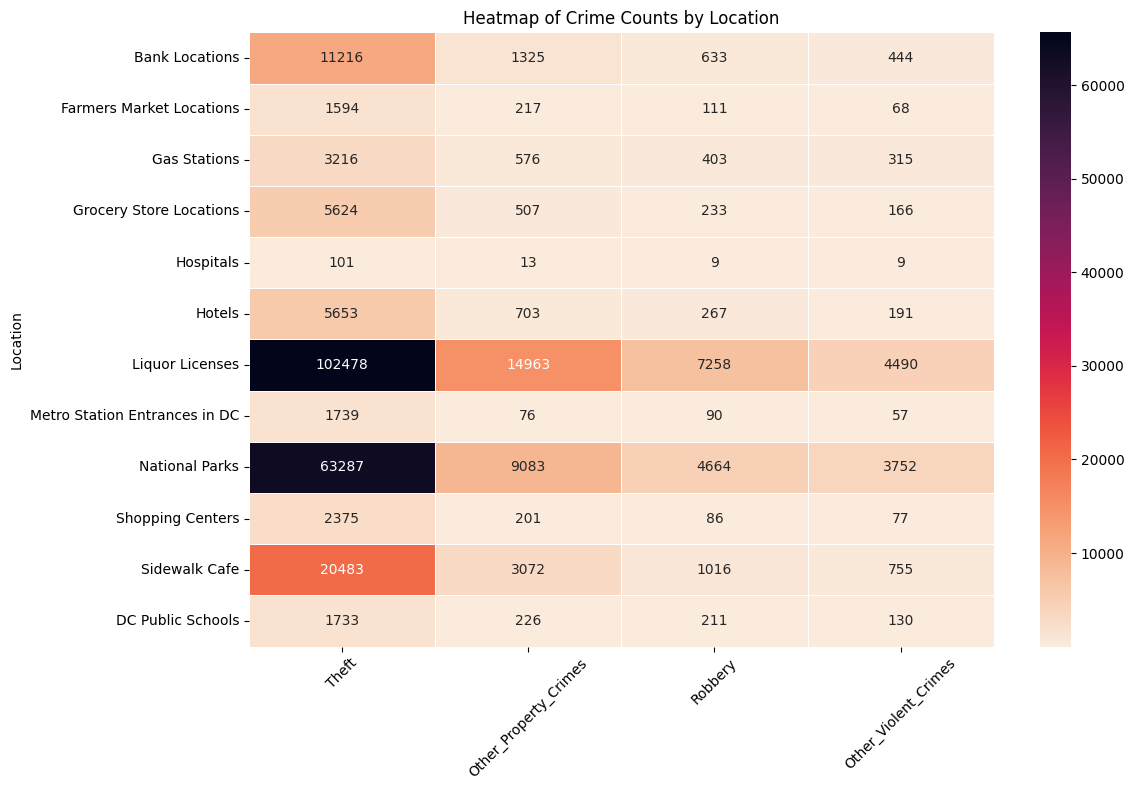 Heatmap of Crime Counts by Location
Location
Bank Locations 11216 1325 633 444
Farmers Market Locations 1594 217 111 68
Gas Stations 3216 576 403 315
Grocery Store Locations 5624 507 233 166
Hospitals 101 13 9 9
Hotels 5653 703 267 191
Liquor Licenses 102478 14963 7258 4490
Metro Station Entrances in DC 1739 76 90 57
National Parks 63287 9083 4664 3752
Shopping Centers 2375 201 86 77
Sidewalk Cafe 20483 3072 1016 755
DC Public Schools 1733 226 211 130
Theft Other_Property_Crimes Robbery Other_Violent_Crimes
60000
50000
40000
30000
20000
10000